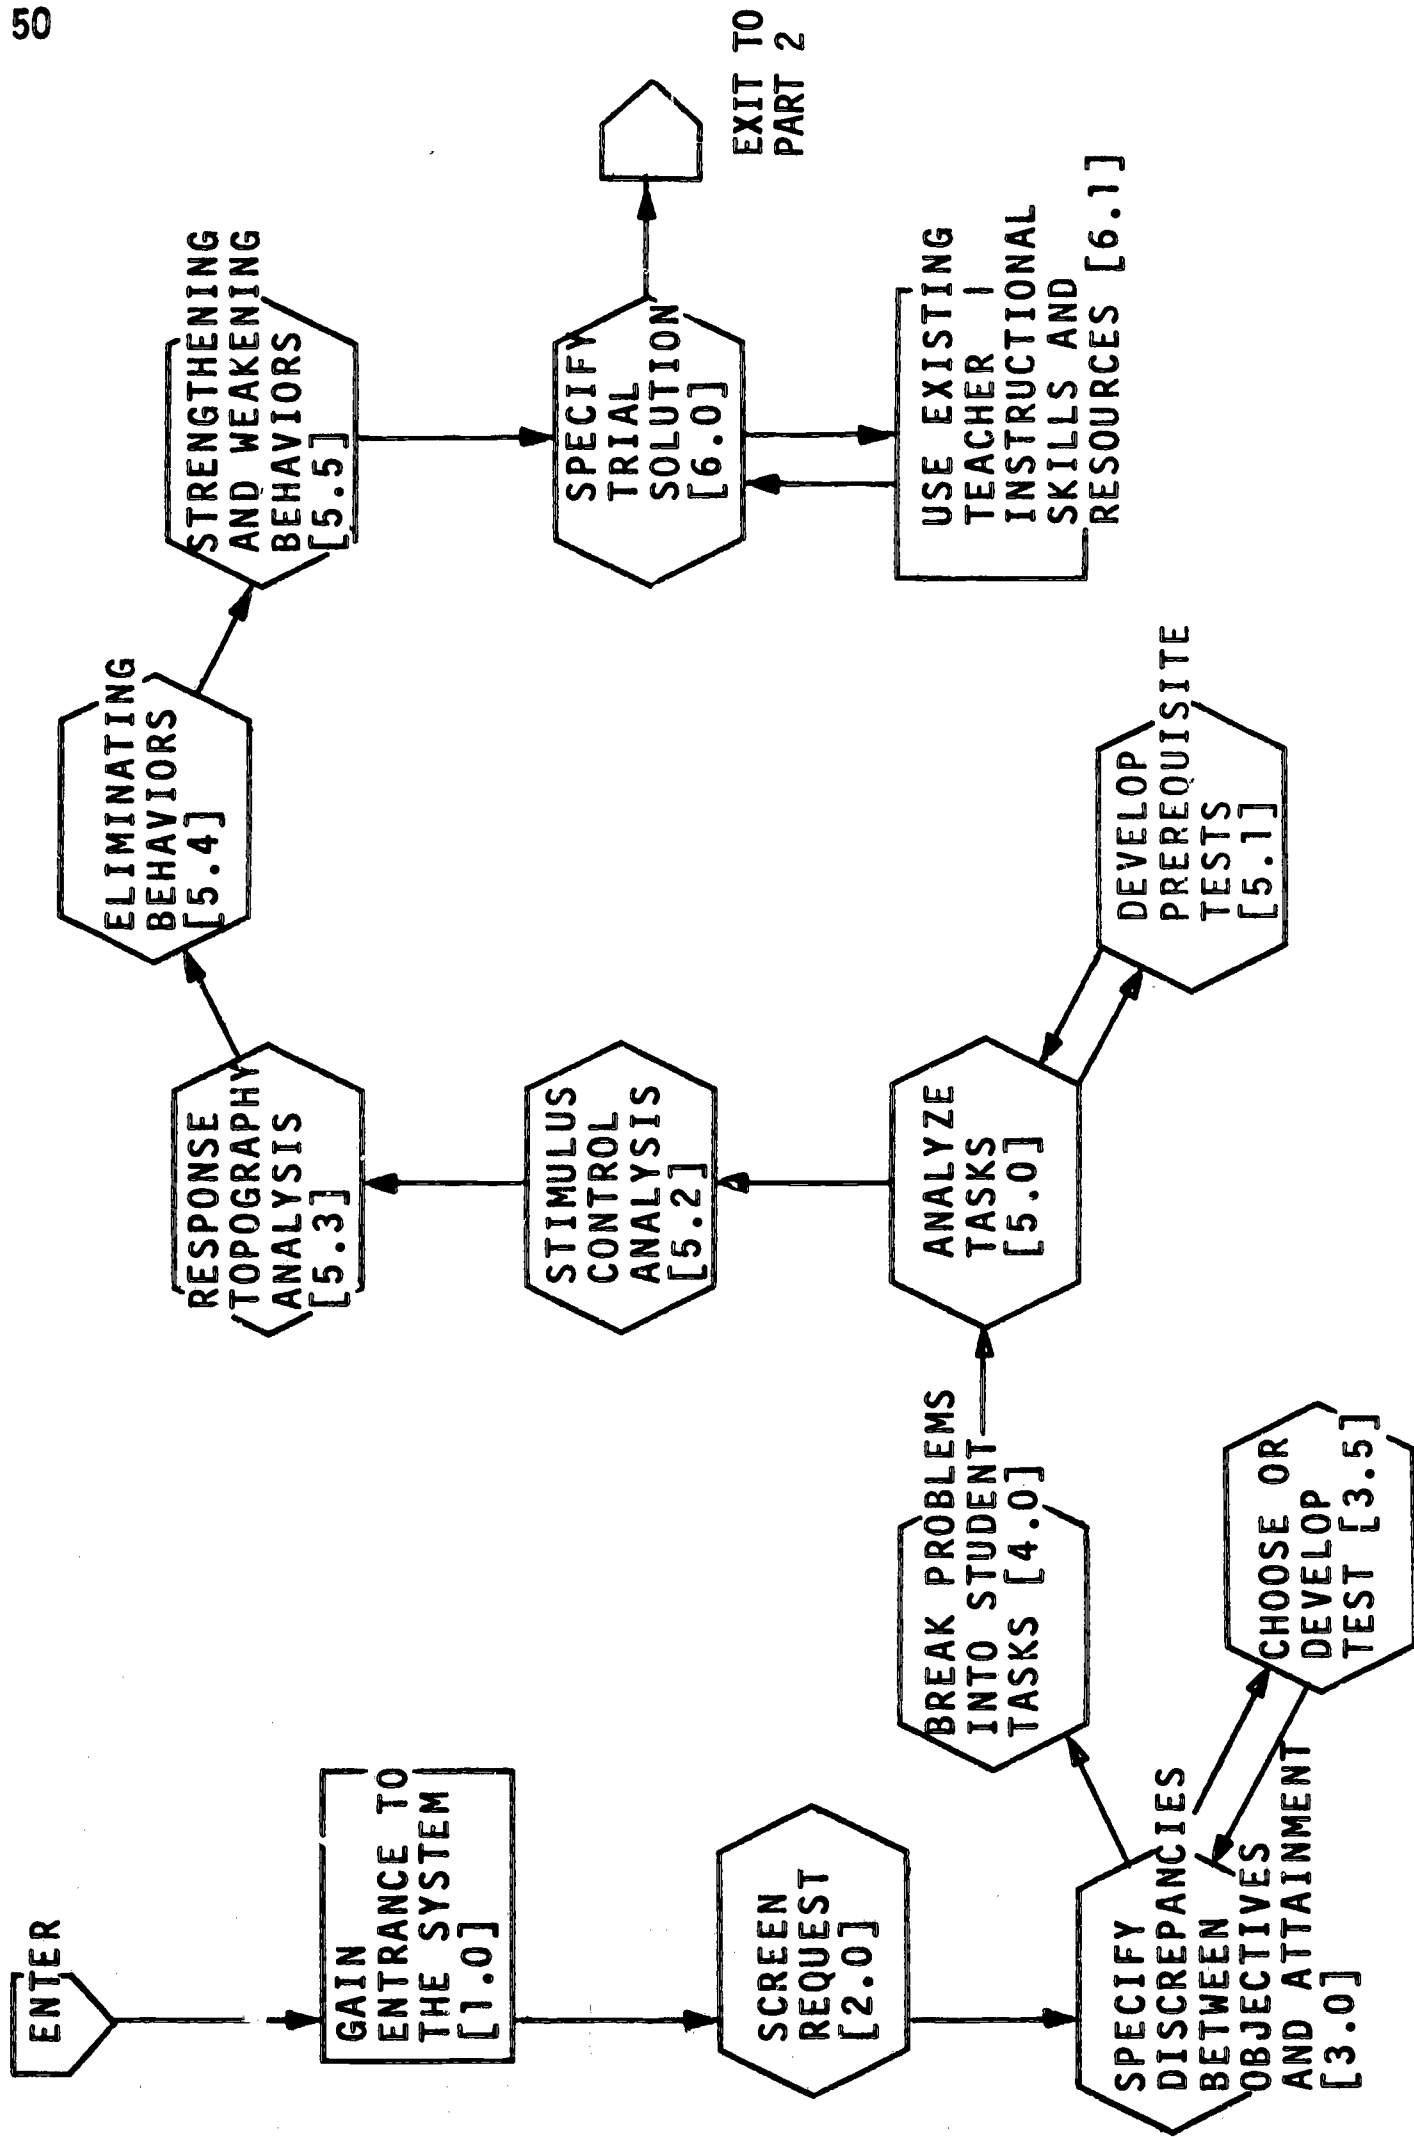 50
ENTER
GAIN
ENTRANCE TO
THE SYSTEM
[1.0]
SCREEN
REQUEST
[2.0]
SPECIFY
DISCREPANCIES
BETWEEN
OBJECTIVES
AND ATTAINMENT
[3.0]
CHOOSE OR
DEVELOP
TEST [3.5]
BREAK PROBLEMS
INTO STUDENT
TASKS [4.0]
ANALYZE
TASKS
[5.0]
DEVELOP
PREREQUISITE
TESTS
[5.1]
STIMULUS
CONTROL
ANALYSIS
[5.2]
RESPONSE
TOPOGRAPHY
ANALYSIS
[5.3]
ELIMINATING
BEHAVIORS
[5.4]
STRENGTHENING
AND WEAKENING
BEHAVIORS
[5.5]
SPECIFY
TRIAL
SOLUTION
[6.0]
USE EXISTING
TEACHER
INSTRUCTIONAL
SKILLS AND
RESOURCES [6.1]
EXIT TO
PART 2